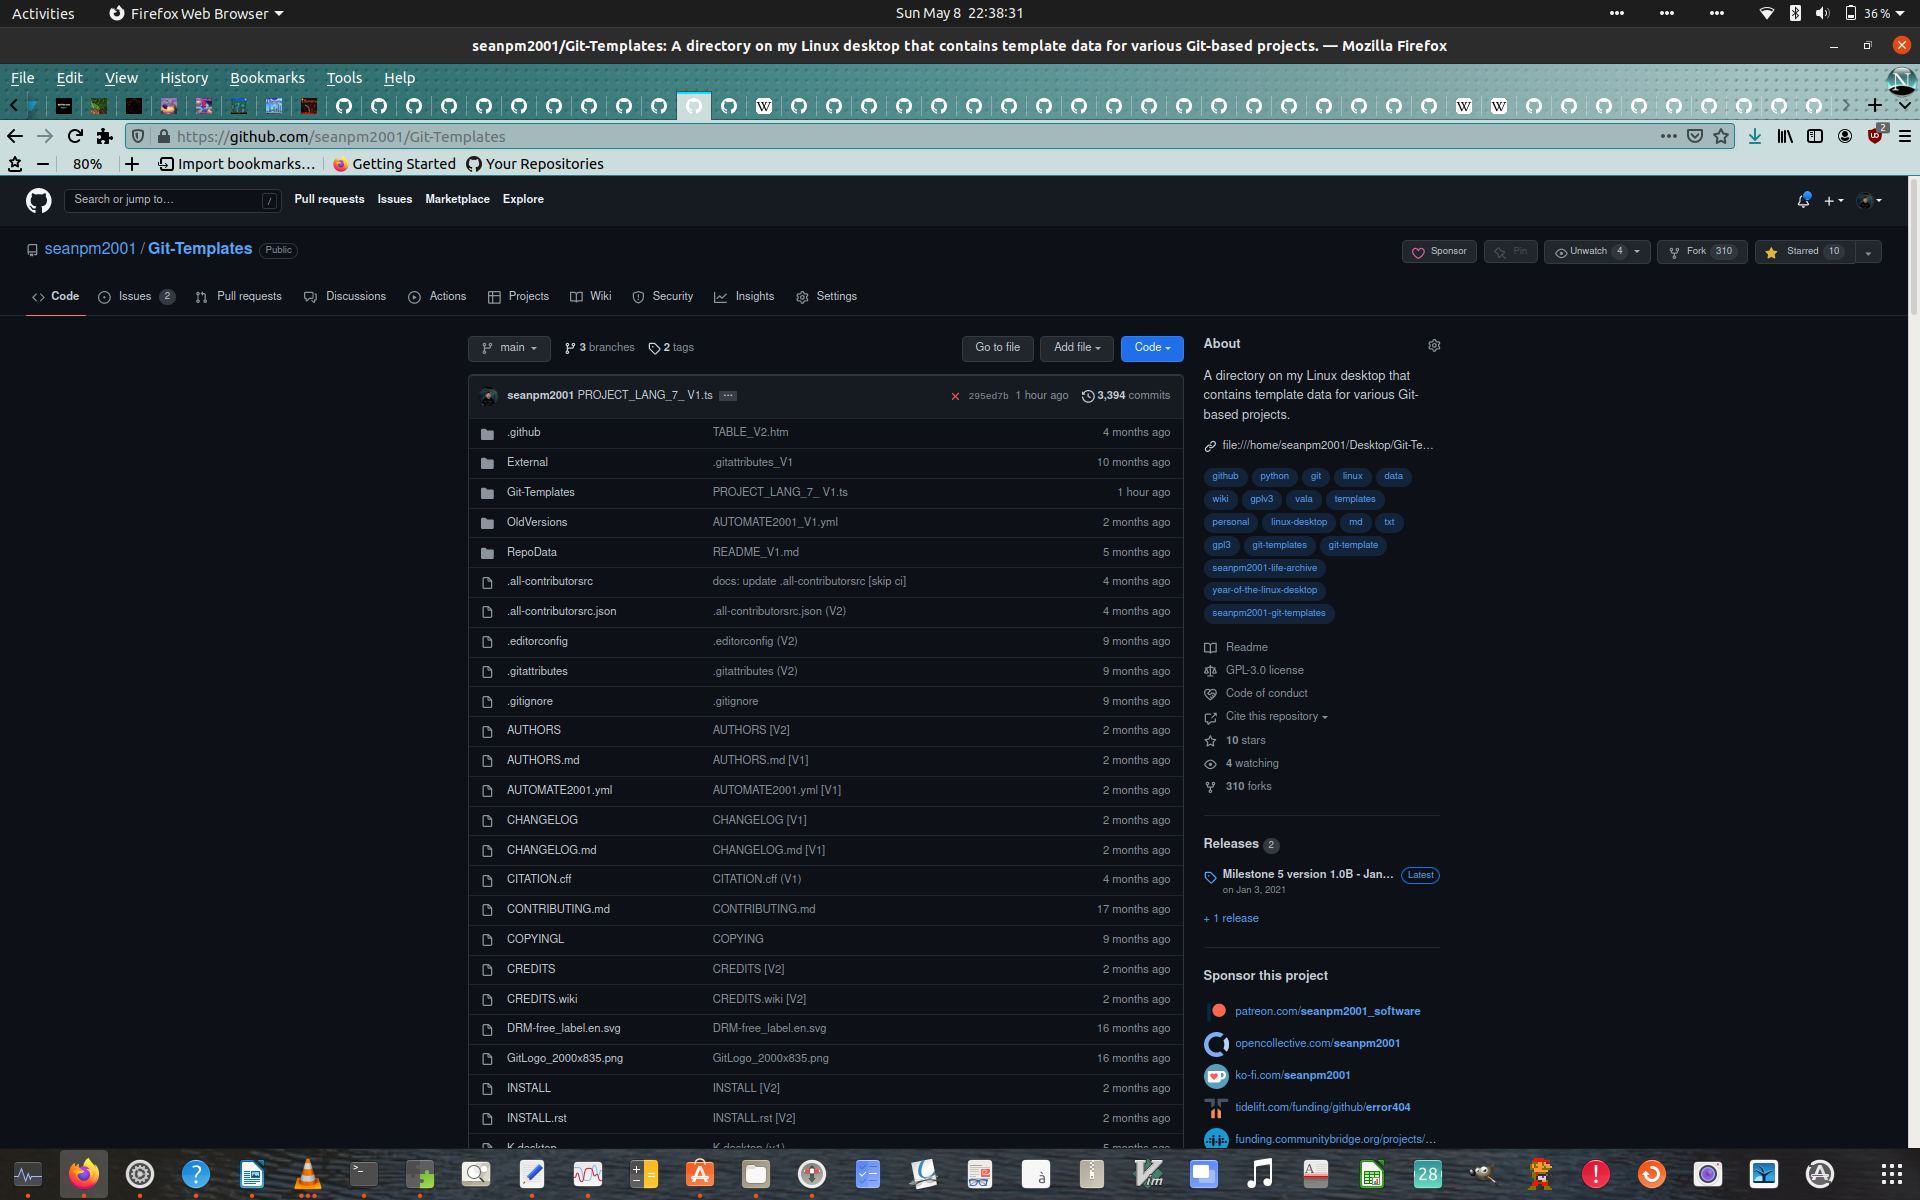 Activities
Firefox Web Browser
Sun May 8 22:38:31
36 %
seanpm2001/Git-Templates: A directory on my Linux desktop that contains template data for various Git-based projects. — Mozilla Firefox
File Edit View History Bookmarks Tools Help
https://github.com/seanpm2001/Git-Templates
2
80%
Import bookmarks…
Getting Started
Your Repositories
Search or jump to…
/
Pull requests Issues Marketplace Explore
seanpm2001 / Git-Templates Public
Sponsor
Pin
Unwatch 4
Fork 310
Starred 10
Code
Issues 2
Pull requests
Discussions
Actions
Projects
Wiki
Security
Insights
Settings
main
3 branches
2 tags
Go to file
Add file
Code
seanpm2001 PROJECT_LANG_7_ V1.ts ...
295ed7b 1 hour ago
3,394 commits
.github TABLE_V2.htm 4 months ago
External .gitattributes_V1 10 months ago
Git-Templates PROJECT_LANG_7_ V1.ts 1 hour ago
OldVersions AUTOMATE2001_V1.yml 2 months ago
RepoData README_V1.md 5 months ago
.all-contributorsrc docs: update .all-contributorsrc [skip ci] 4 months ago
.all-contributorsrc.json .all-contributorsrc.json (V2) 4 months ago
.editorconfig .editorconfig (V2) 9 months ago
.gitattributes .gitattributes (V2) 9 months ago
.gitignore .gitignore 9 months ago
AUTHORS AUTHORS [V2] 2 months ago
AUTHORS.md AUTHORS.md [V1] 2 months ago
AUTOMATE2001.yml AUTOMATE2001.yml [V1] 2 months ago
CHANGELOG CHANGELOG [V1] 2 months ago
CHANGELOG.md CHANGELOG.md [V1] 2 months ago
CITATION.cff CITATION.cff (V1) 4 months ago
CONTRIBUTING.md CONTRIBUTING.md 17 months ago
COPYINGL COPYING 9 months ago
CREDITS CREDITS [V2] 2 months ago
CREDITS.wiki CREDITS.wiki [V2] 2 months ago
DRM-free_label.en.svg DRM-free_label.en.svg 16 months ago
GitLogo_2000x835.png GitLogo_2000x835.png 16 months ago
INSTALL INSTALL [V2] 2 months ago
INSTALL.rst INSTALL.rst [V2] 2 months ago
About
A directory on my Linux desktop that
contains template data for various Git-
based projects.
file:///home/seanpm2001/Desktop/Git-Te…
github python git linux data
wiki gplv3 vala templates
personal linux-desktop md txt
gpl3 git-templates git-template
seanpm2001-life-archive
year-of-the-linux-desktop
seanpm2001-git-templates
Readme
GPL-3.0 license
Code of conduct
Cite this repository
10 stars
4 watching
310 forks
Releases 2
Milestone 5 version 1.0B - Jan… Latest
on Jan 3, 2021
+ 1 release
Sponsor this project
patreon.com/seanpm2001_software
opencollective.com/seanpm2001
ko-fi.com/seanpm2001
tidelift.com/funding/github/error404
funding.communitybridge.org/projects/…
28